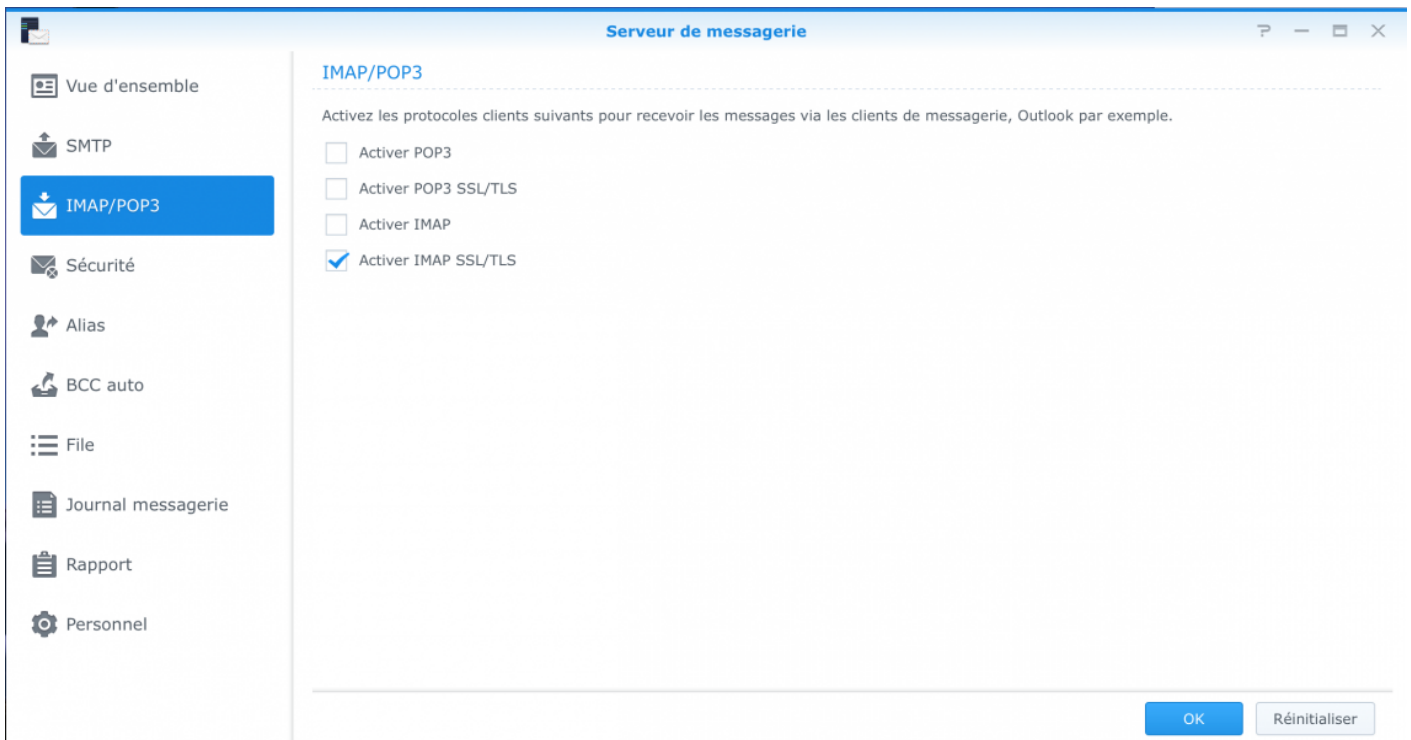 Serveur de messagerie
Vue d'ensemble
SMTP
IMAP/POP3
Sécurité
Alias
BCC auto
File
Journal messagerie
Rapport
Personnel
IMAP/POP3
Activez les protocoles clients suivants pour recevoir les messages via les clients de messagerie, Outlook par exemple.
Activer POP3
Activer POP3 SSL/TLS
Activer IMAP
Activer IMAP SSL/TLS
OK
Réinitialiser